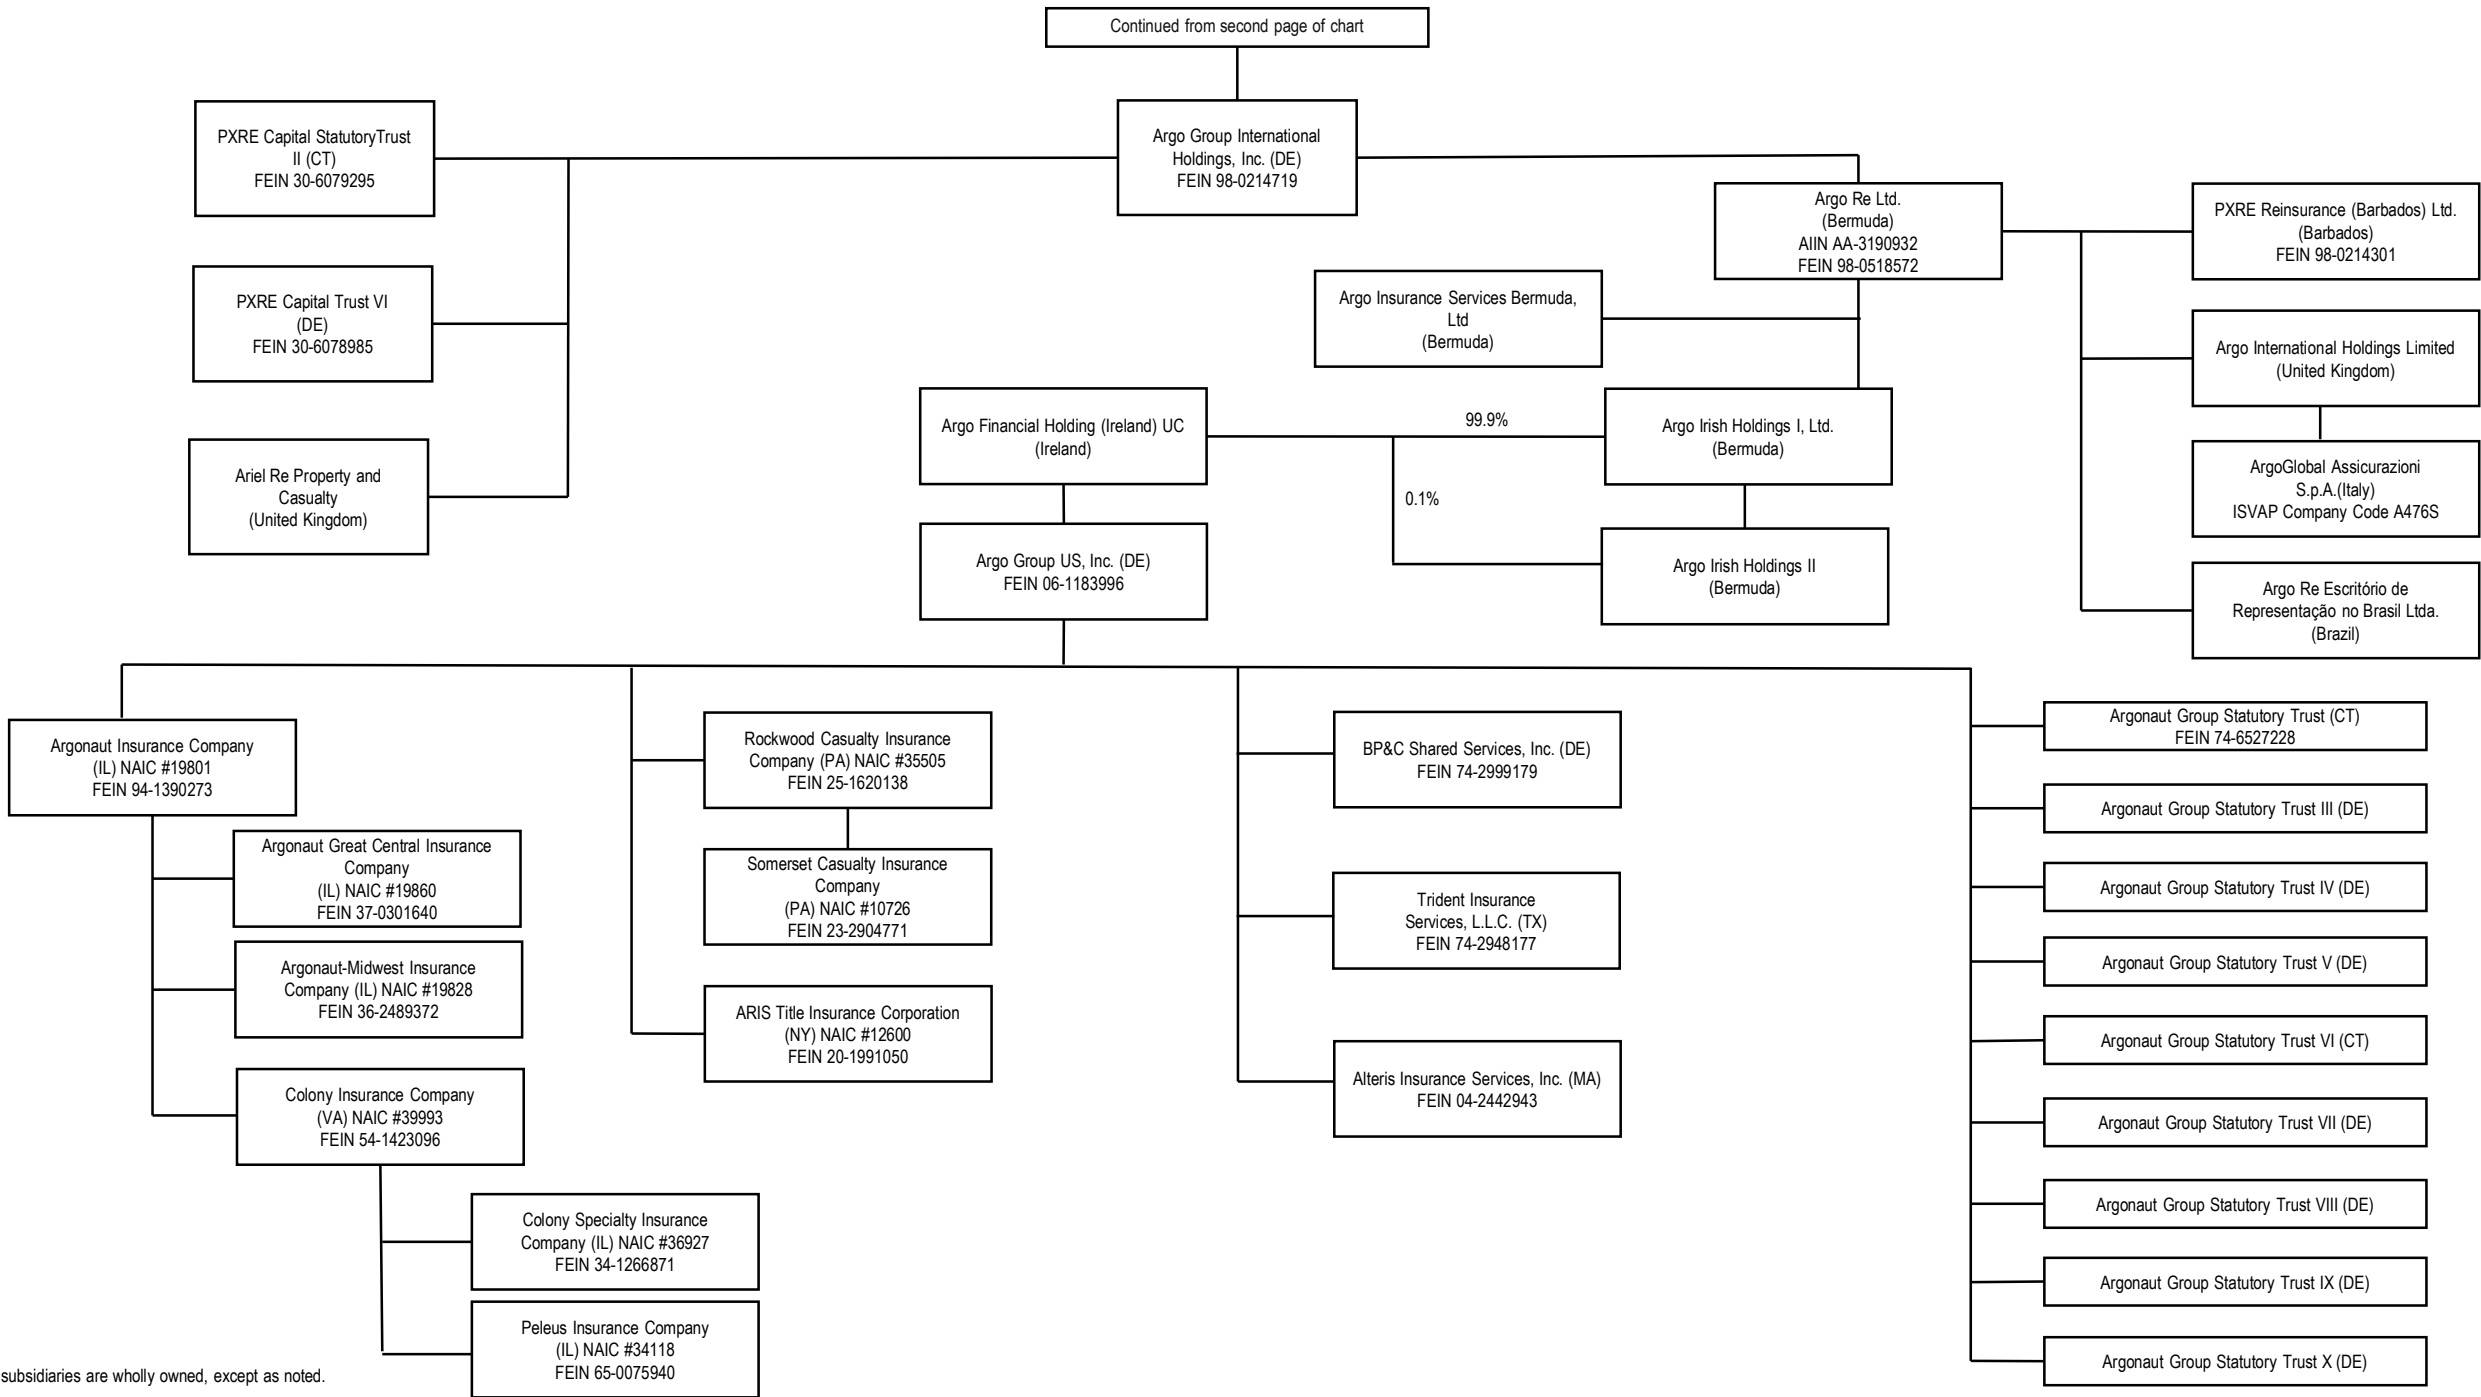 Continued from second page of chart
PXRE Capital StatutoryTrust
II (CT)
FEIN 30-6079295
Argo Group International
Holdings, Inc. (DE)
FEIN 98-0214719
Argo Re Ltd.
(Bermuda)
AIIN AA-3190932
FEIN 98-0518572
PXRE Reinsurance (Barbados) Ltd.
(Barbados)
FEIN 98-0214301
PXRE Capital Trust VI
(DE)
FEIN 30-6078985
Argo Insurance Services Bermuda,
Ltd
(Bermuda)
Argo International Holdings Limited
(United Kingdom)
Argo Financial Holding (Ireland) UC
(Ireland)
99.9%
Argo Irish Holdings I, Ltd.
(Bermuda)
Ariel Re Property and
Casualty
(United Kingdom)
0.1%
ArgoGlobal Assicurazioni
S.p.A.(Italy)
ISVAP Company Code A476S
Argo Group US, Inc. (DE)
FEIN 06-1183996
Argo Irish Holdings II
(Bermuda)
Argo Re Escritório de
Representação no Brasil Ltda.
(Brazil)
Argonaut Insurance Company
(IL) NAIC #19801
FEIN 94-1390273
Argonaut Great Central Insurance
Company
(IL) NAIC #19860
FEIN 37-0301640
Argonaut-Midwest Insurance
Company (IL) NAIC #19828
FEIN 36-2489372
Colony Insurance Company
(VA) NAIC #39993
FEIN 54-1423096
Colony Specialty Insurance
Company (IL) NAIC #36927
FEIN 34-1266871
Peleus Insurance Company
(IL) NAIC #34118
FEIN 65-0075940
Rockwood Casualty Insurance
Company (PA) NAIC #35505
FEIN 25-1620138
Somerset Casualty Insurance
Company
(PA) NAIC #10726
FEIN 23-2904771
ARIS Title Insurance Corporation
(NY) NAIC #12600
FEIN 20-1991050
BP&C Shared Services, Inc. (DE)
FEIN 74-2999179
Trident Insurance
Services, L.L.C. (TX)
FEIN 74-2948177
Alteris Insurance Services, Inc. (MA)
FEIN 04-2442943
Argonaut Group Statutory Trust (CT)
FEIN 74-6527228
Argonaut Group Statutory Trust III (DE)
Argonaut Group Statutory Trust IV (DE)
Argonaut Group Statutory Trust V (DE)
Argonaut Group Statutory Trust VI (CT)
Argonaut Group Statutory Trust VII (DE)
Argonaut Group Statutory Trust VIII (DE)
Argonaut Group Statutory Trust IX (DE)
Argonaut Group Statutory Trust X (DE)
subsidiaries are wholly owned, except as noted.